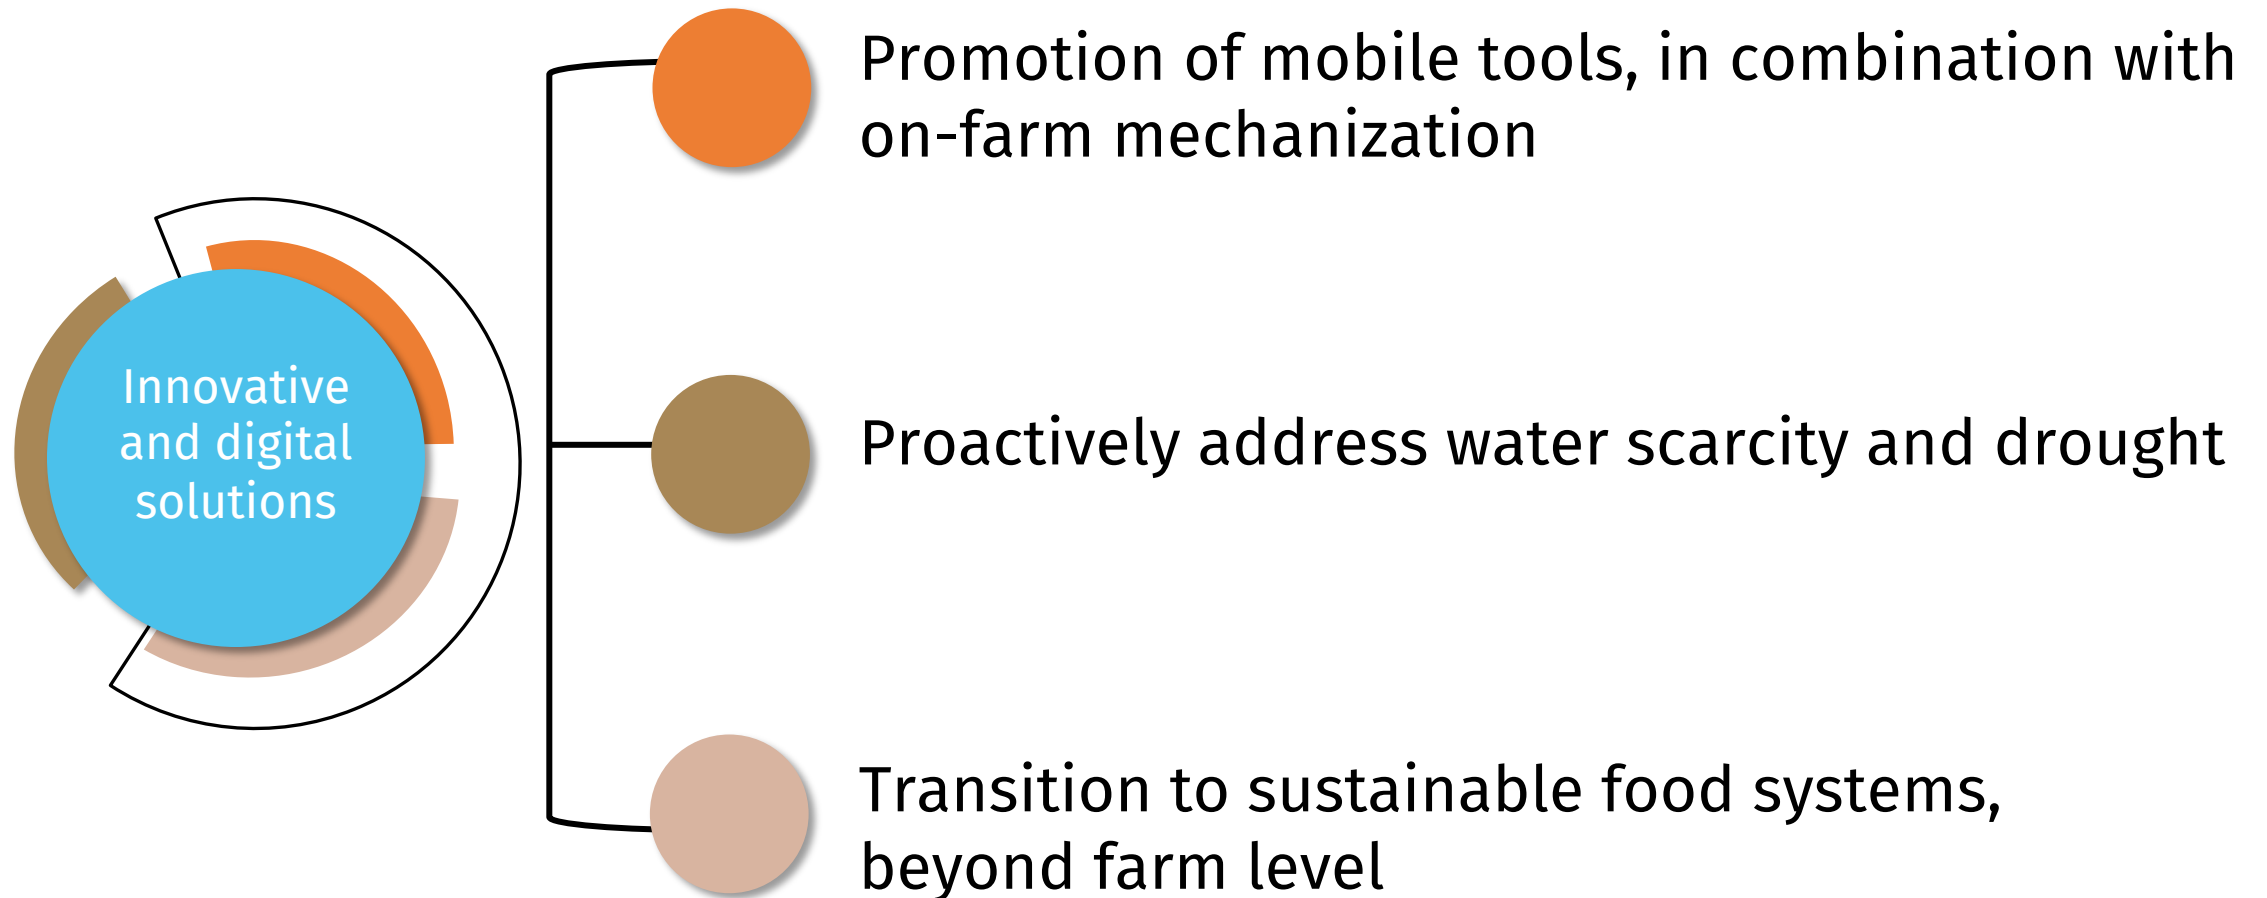 Innovative
and digital
solutions
Promotion of mobile tools, in combination with
on-farm mechanization
Proactively address water scarcity and drought
Transition to sustainable food systems,
beyond farm level